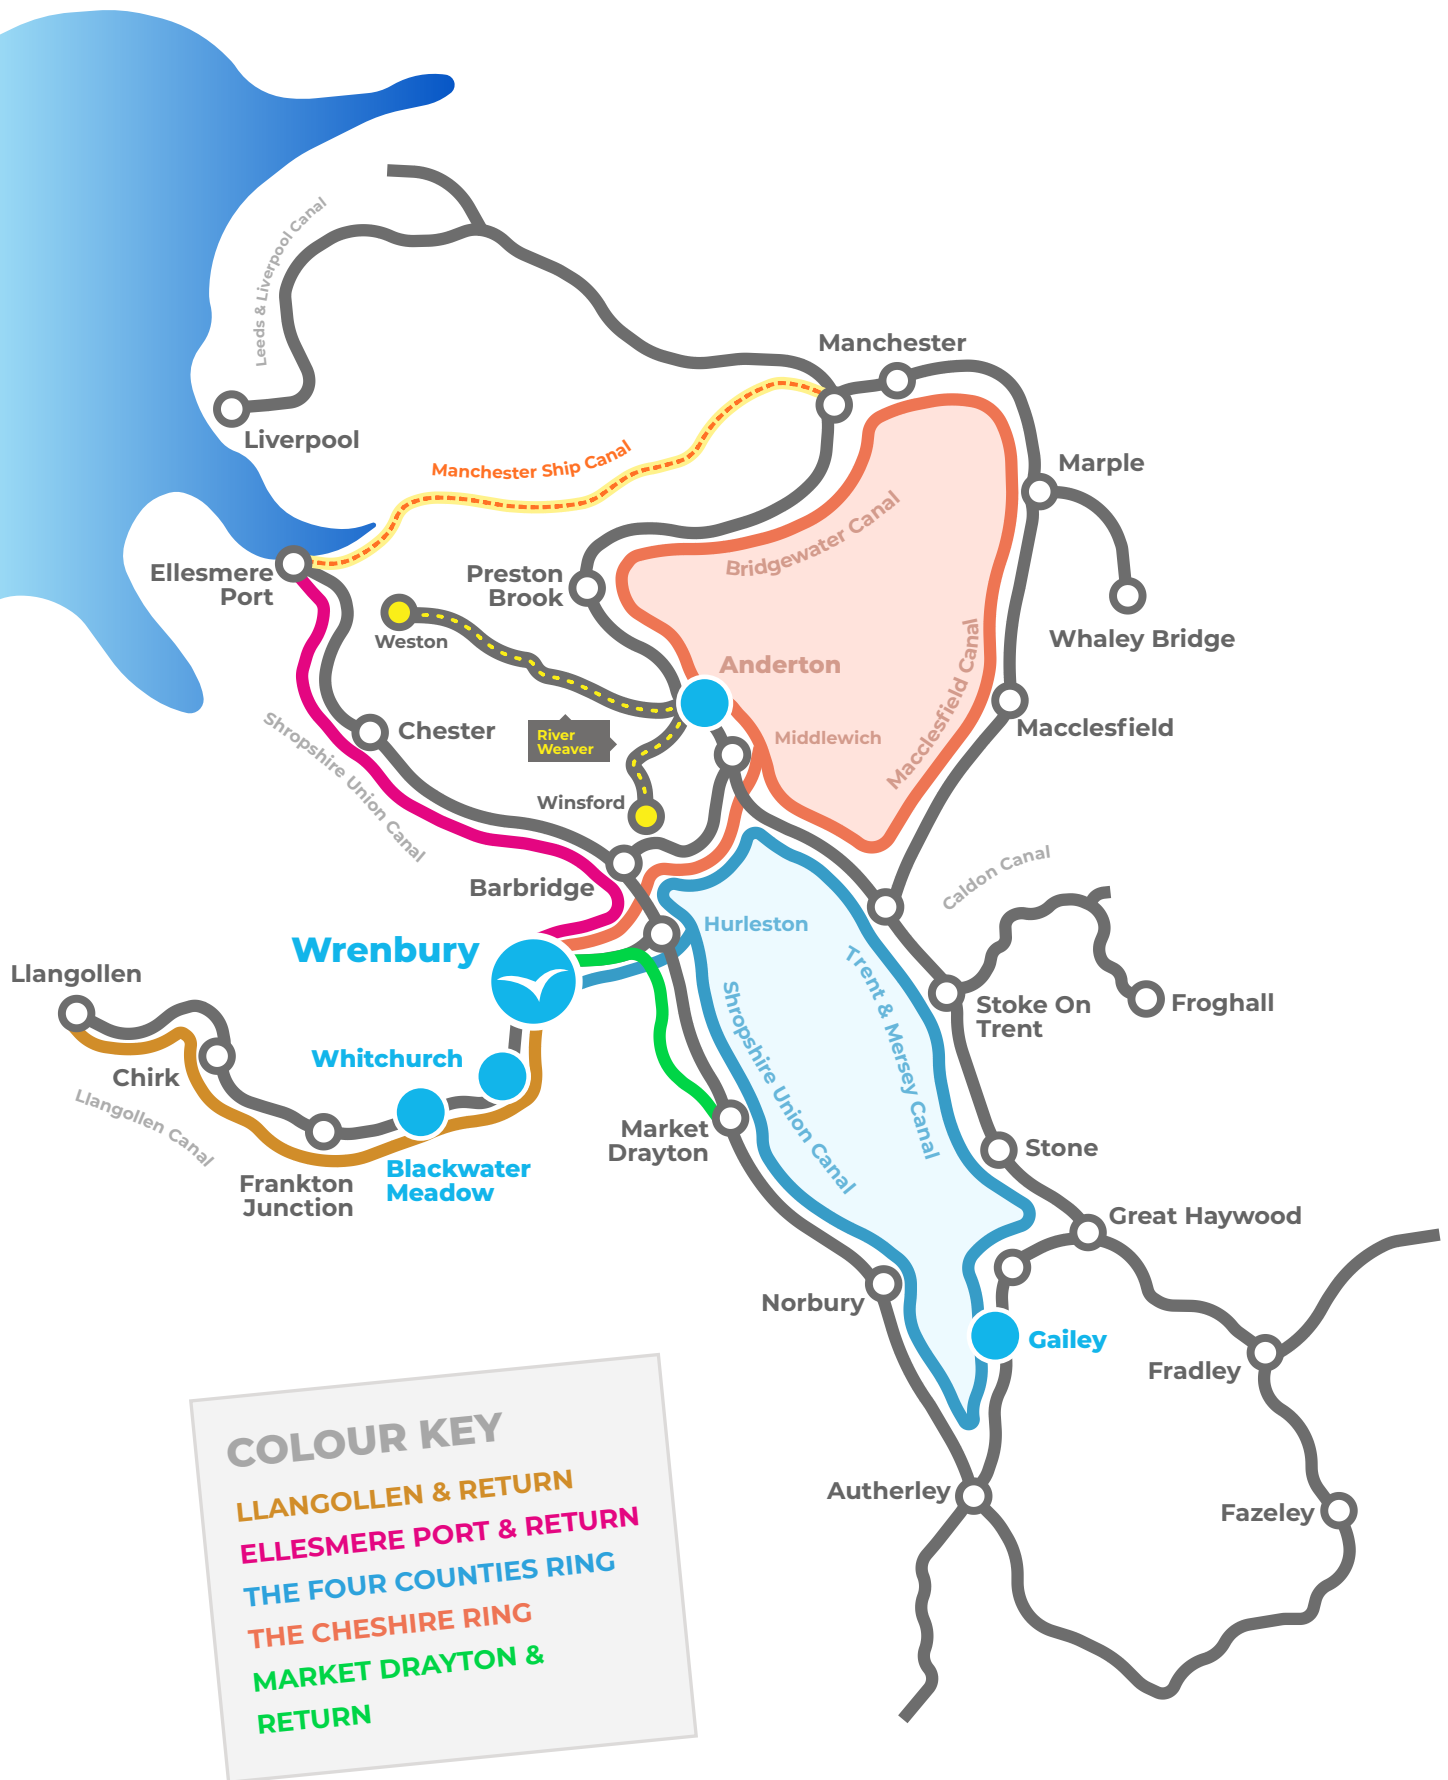 Leeds & Liverpool Canal
Manchester
Liverpool
Manchester Ship Canal
Marple
Bridgewater Canal
Ellesmere
Port
Preston
Brook
Weston
Whaley Bridge
Anderton
Macclesfield Canal
Shropshire Union Canal
Chester
River
Weaver
Middlewich
Macclesfield
Winsford
Barbridge
Caldon Canal
Hurleston
Wrenbury
Llangollen
Trent & Mersey Canal
Shropshire Union Canal
Stoke On
Trent
Froghall
Whitchurch
Chirk
Llangollen Canal
Market
Drayton
Stone
Blackwater
Meadow
Frankton
Junction
Great Haywood
Norbury
Gailey
Fradley
Autherley
Fazeley
COLOUR KEY
LLANGOLLEN & RETURN
ELLESMERE PORT & RETURN
THE FOUR COUNTIES RING
THE CHESHIRE RING
MARKET DRAYTON &
RETURN